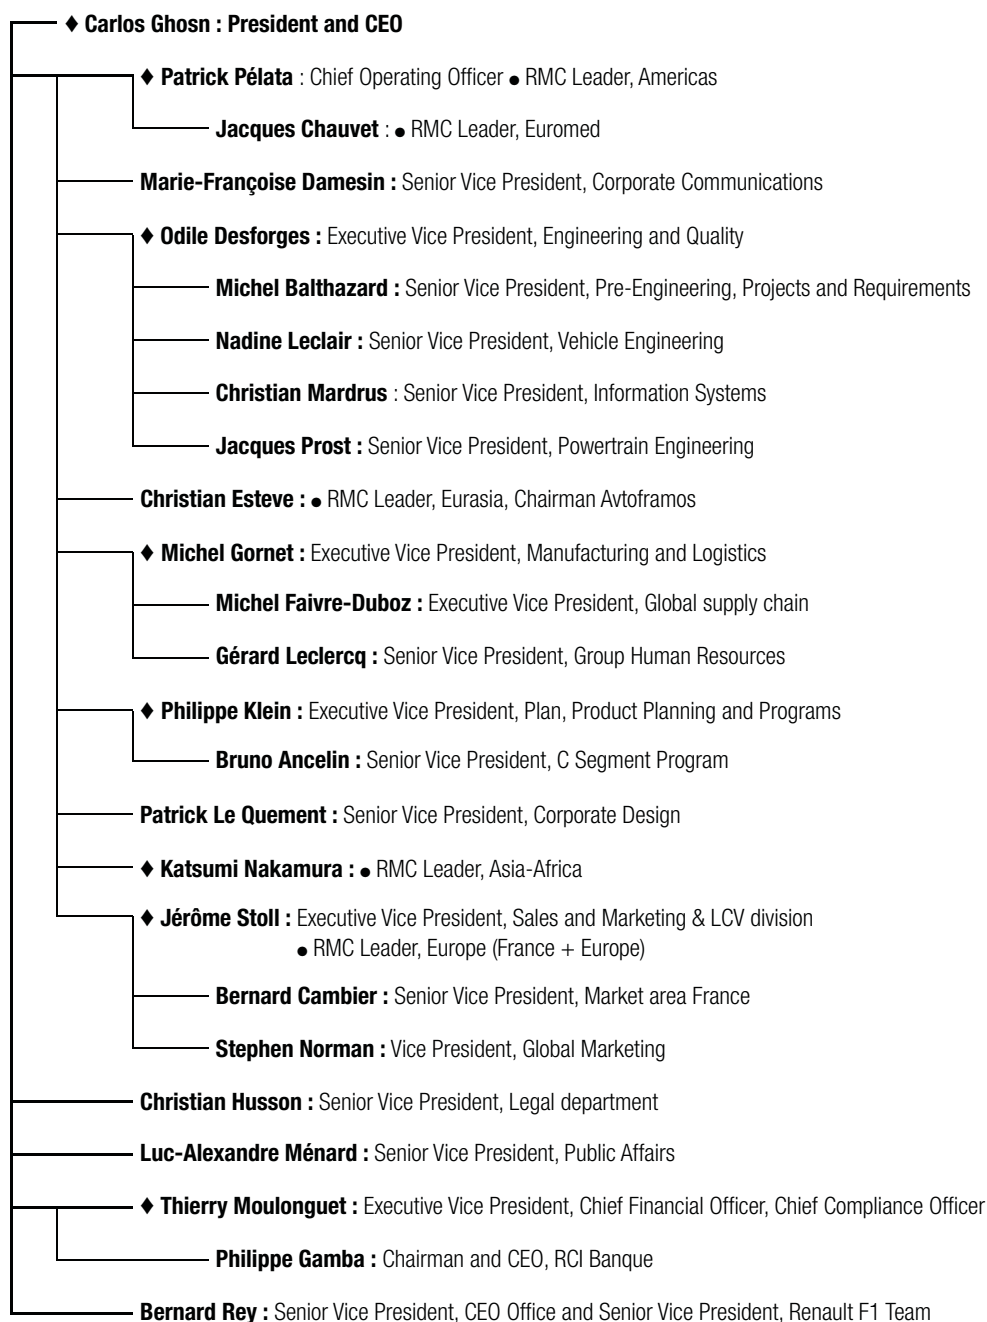 ♦ Carlos Ghosn : President and CEO
♦ Patrick Pélata : Chief Operating Officer ● RMC Leader, Americas
Jacques Chauvet : ● RMC Leader, Euromed
Marie-Françoise Damesin : Senior Vice President, Corporate Communications
♦ Odile Desforges : Executive Vice President, Engineering and Quality
Michel Balthazard : Senior Vice President, Pre-Engineering, Projects and Requirements
Nadine Leclair : Senior Vice President, Vehicle Engineering
Christian Mardrus : Senior Vice President, Information Systems
Jacques Prost : Senior Vice President, Powertrain Engineering
Christian Esteve : ● RMC Leader, Eurasia, Chairman Avtoframos
♦ Michel Gornet : Executive Vice President, Manufacturing and Logistics
Michel Faivre-Duboz : Executive Vice President, Global supply chain
Gérard Leclercq : Senior Vice President, Group Human Resources
♦ Philippe Klein : Executive Vice President, Plan, Product Planning and Programs
Bruno Ancelin : Senior Vice President, C Segment Program
Patrick Le Quement : Senior Vice President, Corporate Design
♦ Katsumi Nakamura : ● RMC Leader, Asia-Africa
♦ Jérôme Stoll : Executive Vice President, Sales and Marketing & LCV division
● RMC Leader, Europe (France + Europe)
Bernard Cambier : Senior Vice President, Market area France
Stephen Norman : Vice President, Global Marketing
Christian Husson : Senior Vice President, Legal department
Luc-Alexandre Ménard : Senior Vice President, Public Affairs
♦ Thierry Moulonguet : Executive Vice President, Chief Financial Officer, Chief Compliance Officer
Philippe Gamba : Chairman and CEO, RCI Banque
Bernard Rey : Senior Vice President, CEO Office and Senior Vice President, Renault F1 Team